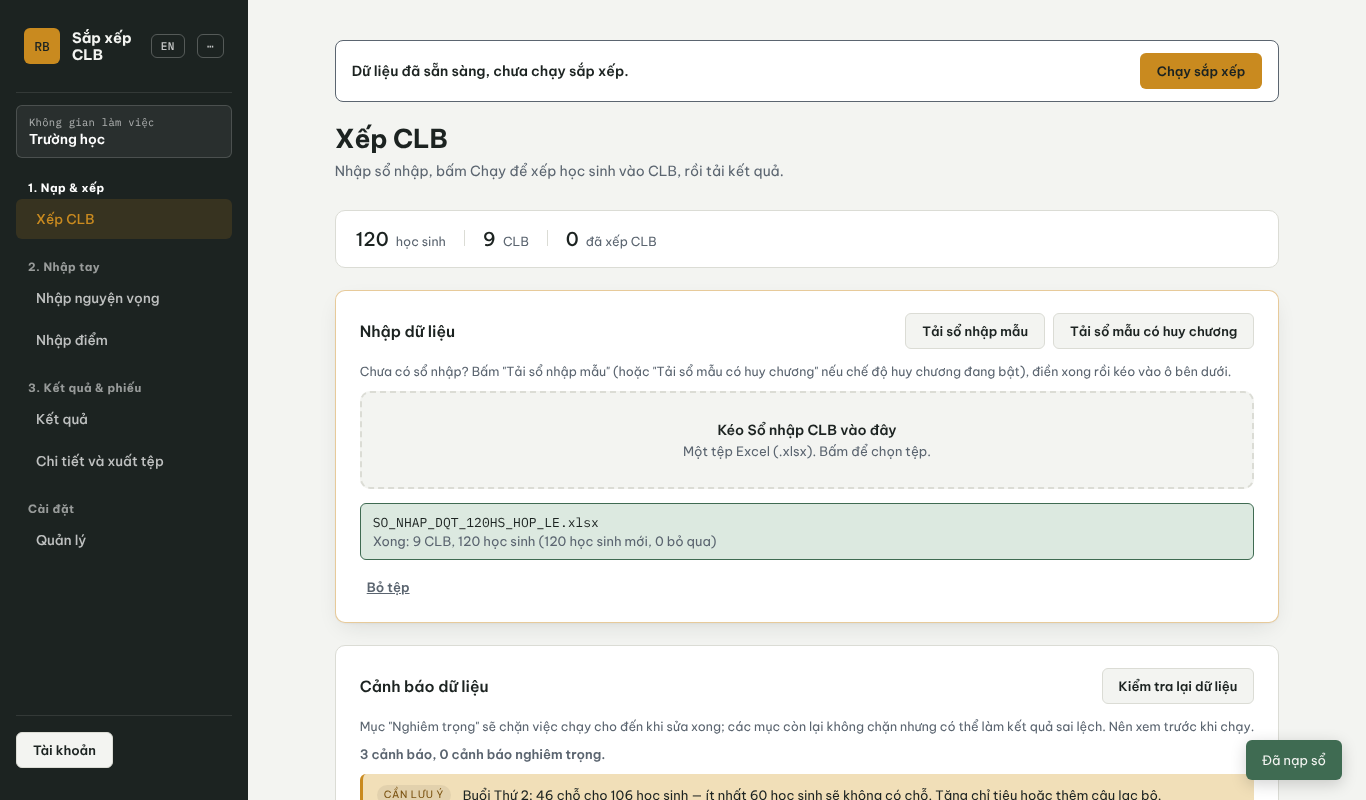 RB
Sắp xếp
CLB
EN
…
Không gian làm việc
Trường học
1. Nạp & xếp
Xếp CLB
2. Nhập tay
Nhập nguyện vọng
Nhập điểm
3. Kết quả & phiếu
Kết quả
Chi tiết và xuất tệp
Cài đặt
Quản lý
Tài khoản
Dữ liệu đã sẵn sàng, chưa chạy sắp xếp.
Chạy sắp xếp
Xếp CLB
Nhập sổ nhập, bấm Chạy để xếp học sinh vào CLB, rồi tải kết quả.
120 học sinh 9 CLB 0 đã xếp CLB
Nhập dữ liệu
Tải sổ nhập mẫu
Tải sổ mẫu có huy chương
Chưa có sổ nhập? Bấm "Tải sổ nhập mẫu" (hoặc "Tải sổ mẫu có huy chương" nếu chế độ huy chương đang bật), điền xong rồi kéo vào ô bên dưới.
Kéo Sổ nhập CLB vào đây
Một tệp Excel (.xlsx). Bấm để chọn tệp.
SO_NHAP_DQT_120HS_HOP_LE.xlsx
Xong: 9 CLB, 120 học sinh (120 học sinh mới, 0 bỏ qua)
Bỏ tệp
Cảnh báo dữ liệu
Kiểm tra lại dữ liệu
Mục "Nghiêm trọng" sẽ chặn việc chạy cho đến khi sửa xong; các mục còn lại không chặn nhưng có thể làm kết quả sai lệch. Nên xem trước khi chạy.
3 cảnh báo, 0 cảnh báo nghiêm trọng.
CẦN LƯU Ý Buổi Thứ 2: 46 chỗ cho 106 học sinh — ít nhất 60 học sinh sẽ không có chỗ. Tăng chỉ tiêu hoặc thêm câu lạc bộ.
Đã nạp sổ